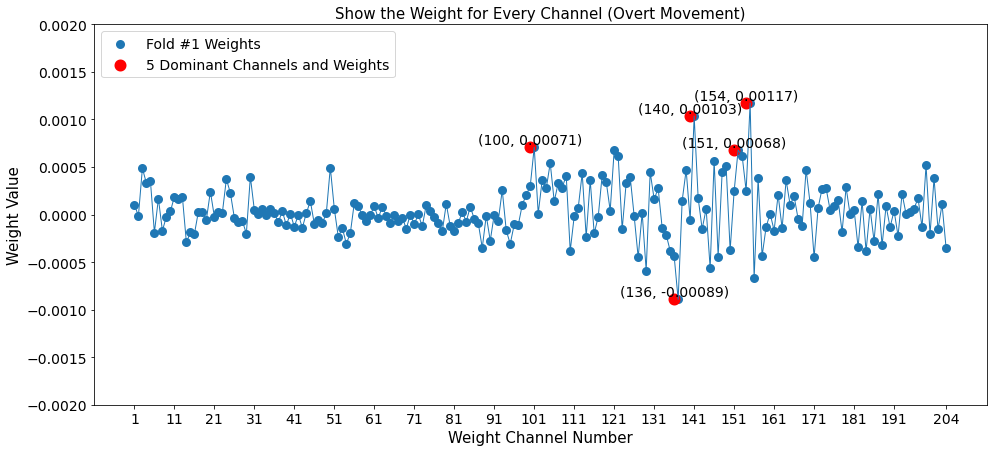 Show the Weight for Every Channel (Overt Movement)
Fold #1 Weights
5 Dominant Channels and Weights
Weight Value
0.0020
0.0015
0.0010
0.0005
0.0000
−0.0005
−0.0010
−0.0015
−0.0020
(154, 0.00117)
(140, 0.00103)
(100, 0.00071)
(151, 0.00068)
(136, -0.00089)
1 11 21 31 41 51 61 71 81 91 101 111 121 131 141 151 161 171 181 191 204
Weight Channel Number